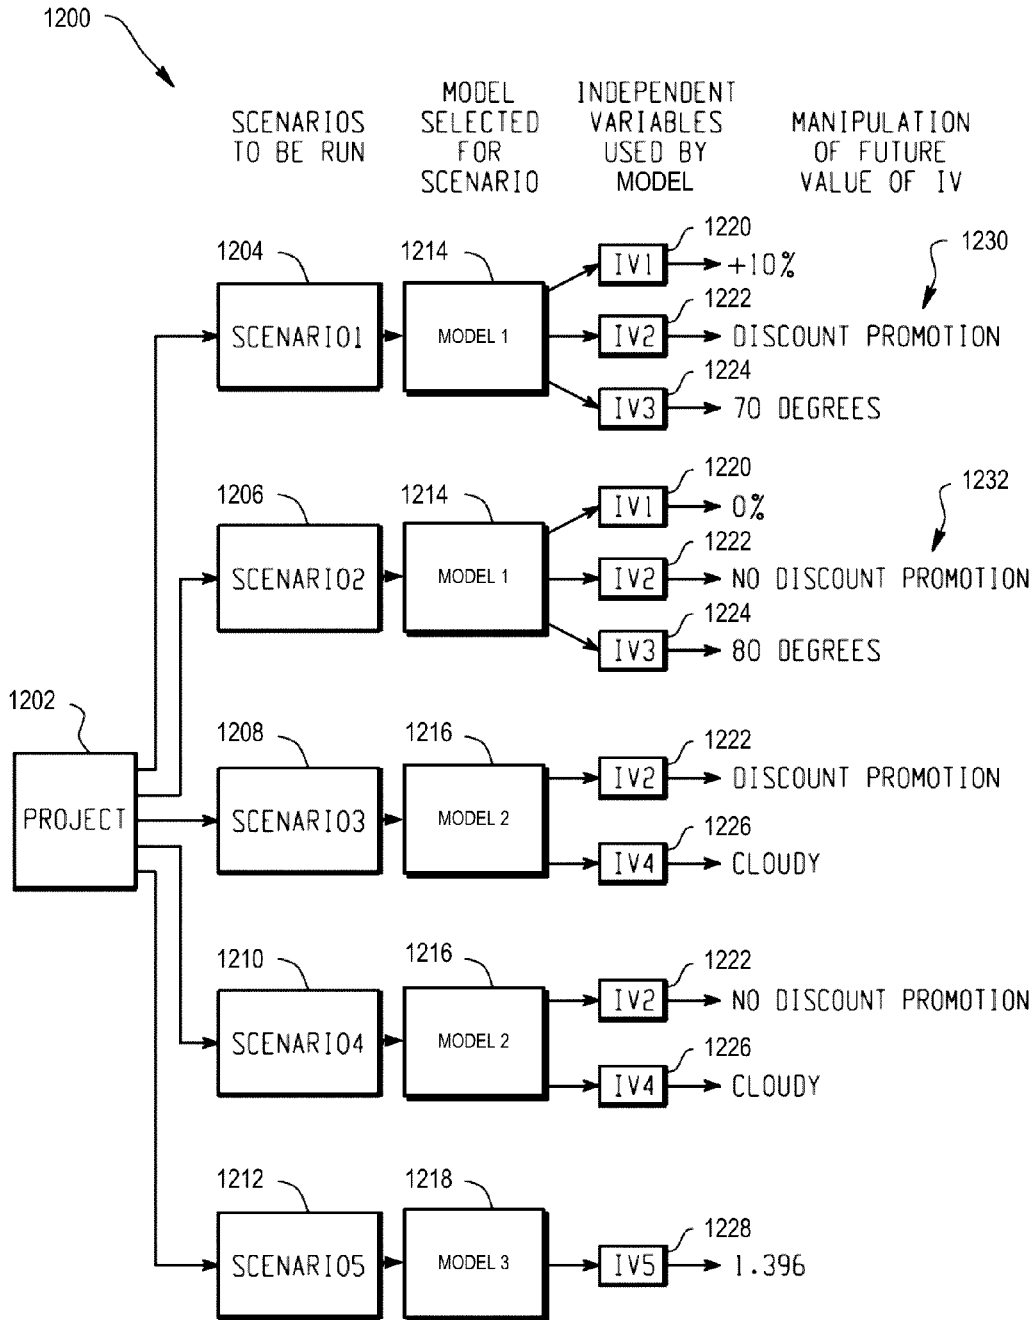 1200
SCENARIOS
TO BE RUN
MODEL
SELECTED
FOR
SCENARIO
INDEPENDENT
VARIABLES
USED BY
MODEL
MANIPULATION
OF FUTURE
VALUE OF IV
1204
SCENARIO1
1214
MODEL 1
1220
IV1
+10%
1230
1222
IV2
DISCOUNT PROMOTION
1224
IV3
70 DEGREES
1206
SCENARIO2
1214
MODEL 1
1220
IV1
0%
1232
1222
IV2
NO DISCOUNT PROMOTION
1224
IV3
80 DEGREES
1202
PROJECT
1208
SCENARIO3
1216
MODEL 2
1222
IV2
DISCOUNT PROMOTION
1226
IV4
CLOUDY
1210
SCENARIO4
1216
MODEL 2
1222
IV2
NO DISCOUNT PROMOTION
1226
IV4
CLOUDY
1212
SCENARIO5
1218
MODEL 3
1228
IV5
1.396